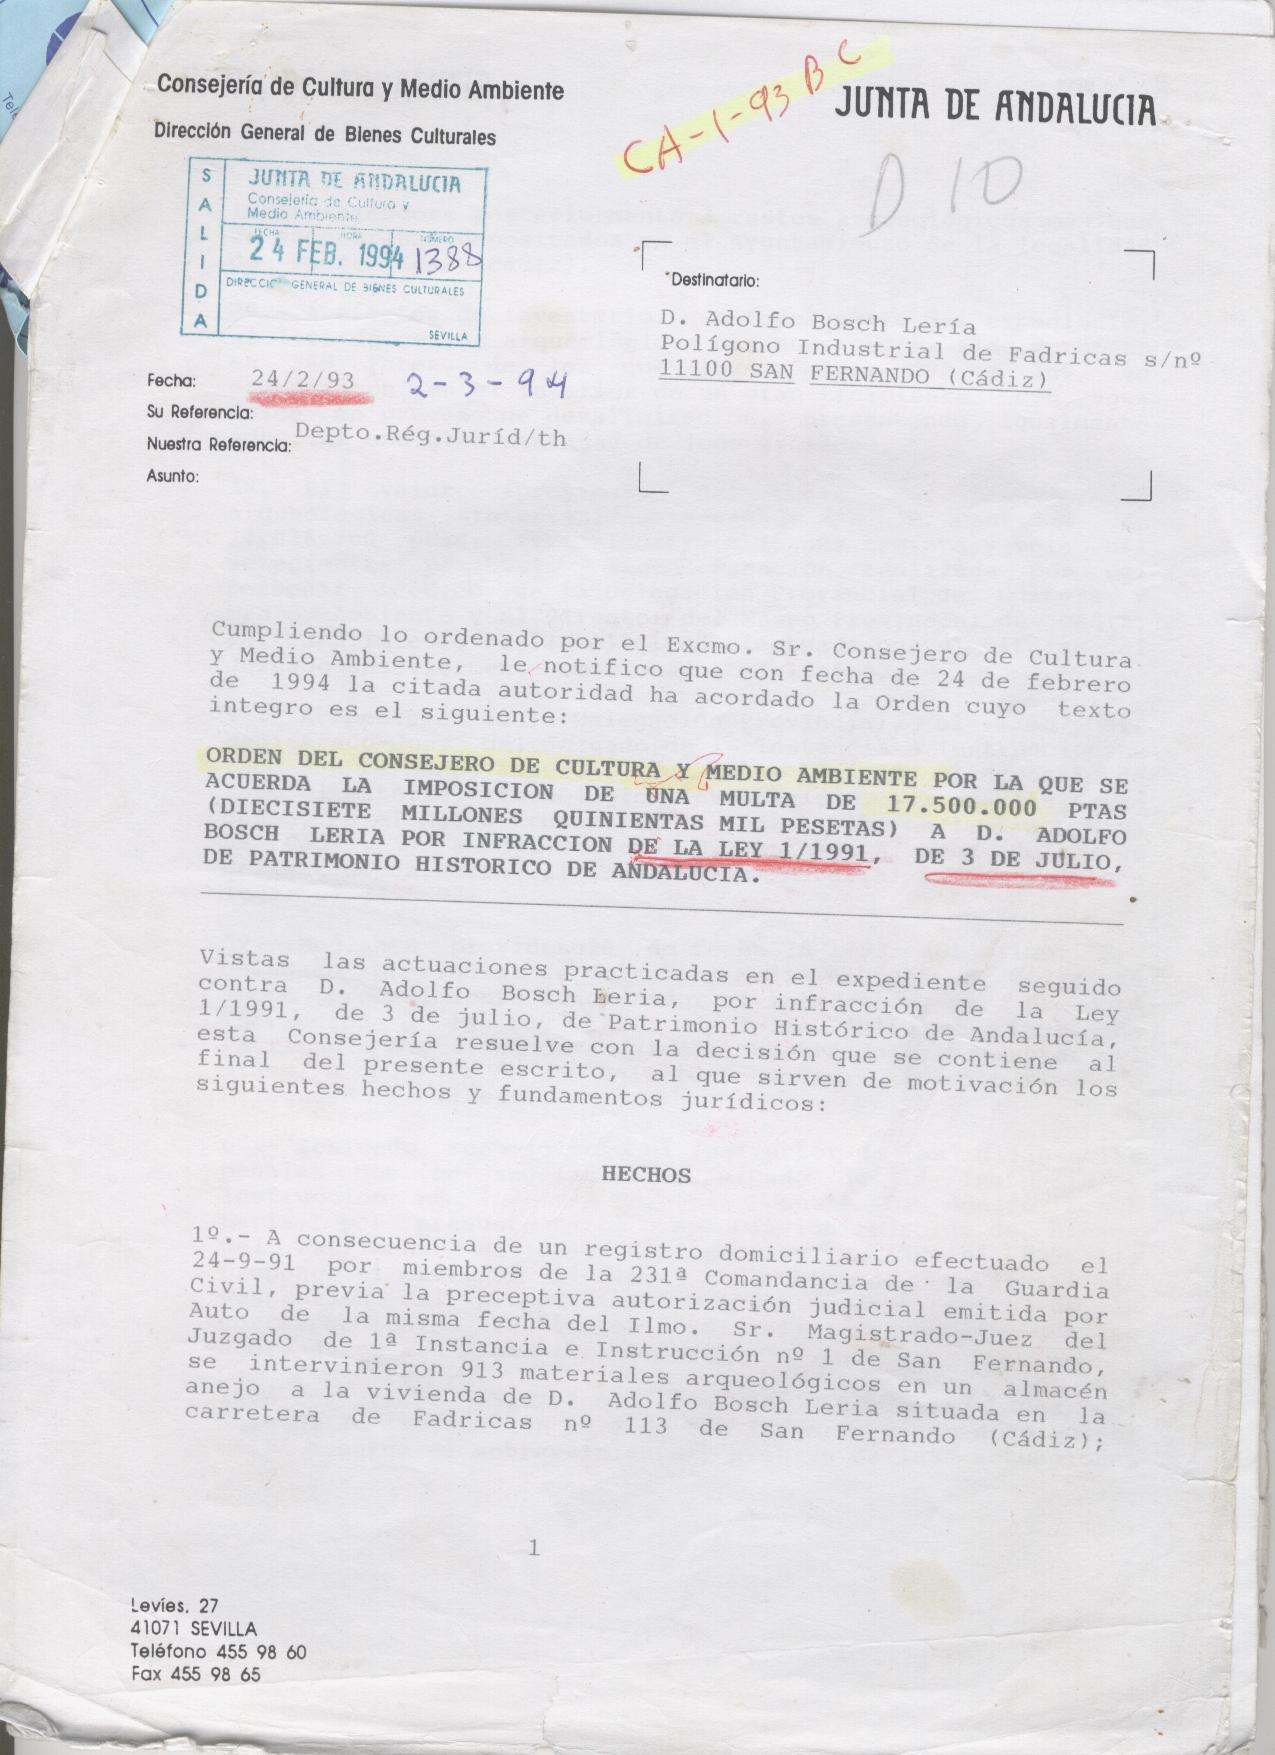 Consejería de Cultura y Medio Ambiente
Dirección General de Bienes Culturales
CA-1-93 BC
JUNTA DE ANDALUCIA
D 10
SALIDA
JUNTA DE ANDALUCIA
Consejería de Cultura y
Medio Ambiente
FECHA HORA NUMERO
24 FEB. 1994 1388
DIRECCION GENERAL DE BIENES CULTURALES
SEVILLA
Destinatario:
D. Adolfo Bosch Lería
Polígono Industrial de Fadricas s/nº
11100 SAN FERNANDO (Cádiz)
Fecha: 24/2/93 2-3-94
Su Referencia:
Nuestra Referencia: Depto.Rég.Juríd/th
Asunto:
Cumpliendo lo ordenado por el Excmo. Sr. Consejero de Cultura
y Medio Ambiente, le notifico que con fecha de 24 de febrero
de 1994 la citada autoridad ha acordado la Orden cuyo texto
integro es el siguiente:
ORDEN DEL CONSEJERO DE CULTURA Y MEDIO AMBIENTE POR LA QUE SE
ACUERDA LA IMPOSICION DE UNA MULTA DE 17.500.000 PTAS
(DIECISIETE MILLONES QUINIENTAS MIL PESETAS) A D. ADOLFO
BOSCH LERIA POR INFRACCION DE LA LEY 1/1991, DE 3 DE JULIO,
DE PATRIMONIO HISTORICO DE ANDALUCIA.
Vistas las actuaciones practicadas en el expediente seguido
contra D. Adolfo Bosch Leria, por infracción de la Ley
1/1991, de 3 de julio, de Patrimonio Histórico de Andalucía,
esta Consejería resuelve con la decisión que se contiene al
final del presente escrito, al que sirven de motivación los
siguientes hechos y fundamentos jurídicos:
HECHOS
1º.- A consecuencia de un registro domiciliario efectuado el
24-9-91 por miembros de la 231ª Comandancia de la Guardia
Civil, previa la preceptiva autorización judicial emitida por
Auto de la misma fecha del Ilmo. Sr. Magistrado-Juez del
Juzgado de 1ª Instancia e Instrucción nº 1 de San Fernando,
se intervinieron 913 materiales arqueológicos en un almacén
anejo a la vivienda de D. Adolfo Bosch Leria situada en la
carretera de Fadricas nº 113 de San Fernando (Cádiz);
1
Levíes, 27
41071 SEVILLA
Teléfono 455 98 60
Fax 455 98 65